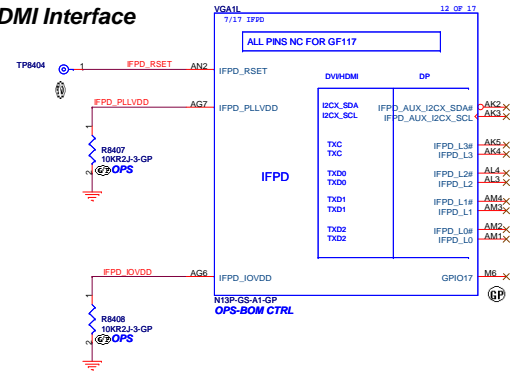 DMI Interface
VGA1L
12 OF 17
7/17 IFPD
ALL PINS NC FOR GF117
TP8404
1
IFPD_RSET
AN2
IFPD_RSET
DVI/HDMI
DP
IFPD_PLLVDD
AG7
IFPD_PLLVDD
I2CX_SDA
I2CX_SCL
IFPD_AUX_I2CX_SDA#
IFPD_AUX_I2CX_SCL
AK2
AK3
1
R8407
10KR2J-3-GP
OPS
2
TXC
TXC
IFPD_L3#
IFPD_L3
AK5
AK4
IFPD
TXD0
TXD0
IFPD_L2#
IFPD_L2
AL4
AL3
TXD1
TXD1
IFPD_L1#
IFPD_L1
AM4
AM3
TXD2
TXD2
IFPD_L0#
IFPD_L0
AM2
AM1
IFPD_IOVDD
AG6
IFPD_IOVDD
GPIO17
M6
GP
N13P-GS-A1-GP
OPS-BOM CTRL
1
R8408
10KR2J-3-GP
OPS
2